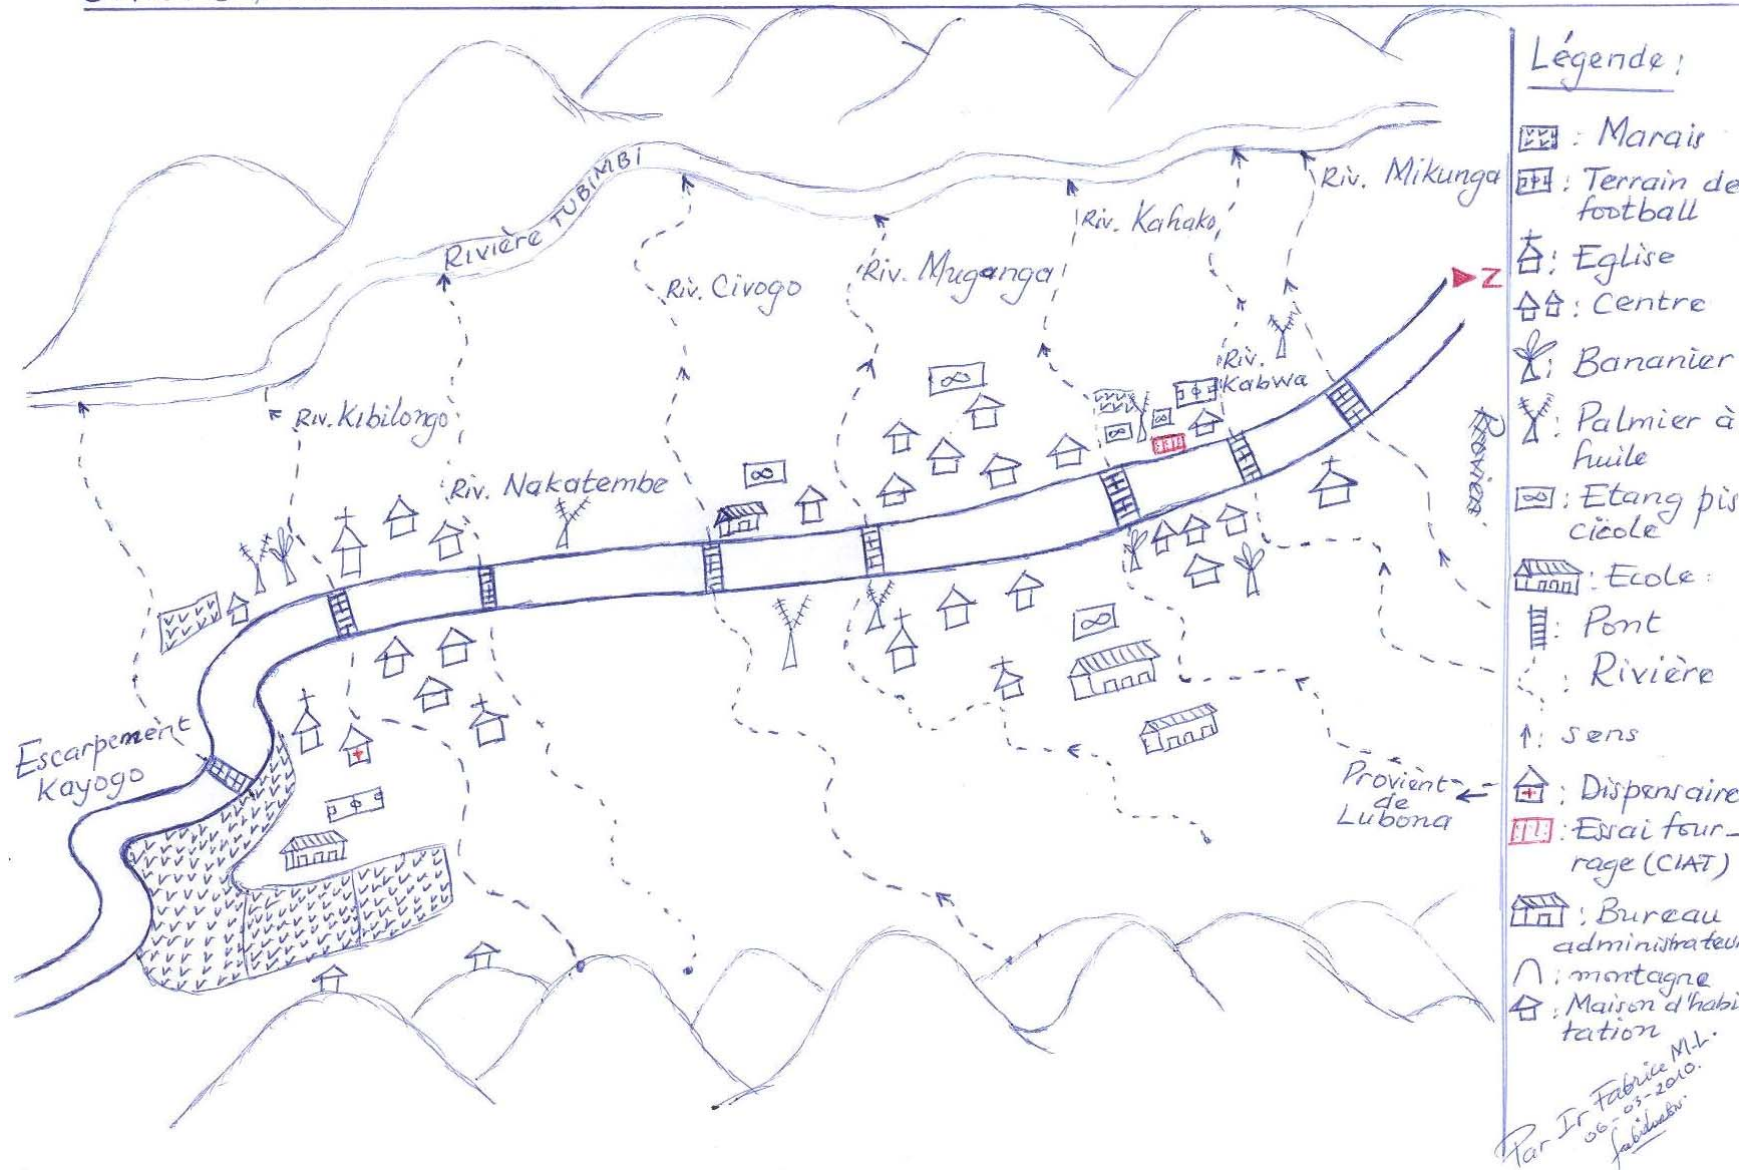 RIVIÈRE TUBIMBI
Riv. Mikunga
Riv. Kahako
Riv. Muganga
Riv. Civogo
Riv. Kabwa
Riv. Kibilongo
Riv. Nakatembe
Escarpement
Kayogo
Provient
de
Lubona
Z
Légende :
: Marais
: Terrain de
football
: Eglise
: Centre
: Bananier
: Palmier à
huile
: Etang pis
cicole
: Ecole :
: Pont
: Rivière
: sens
: Dispensaire
: Essai four-
rage (CIAT)
: Bureau
administrateur
: montagne
: Maison d'habi
tation
Par Ir Fabrice M.L.
06-05-2010.